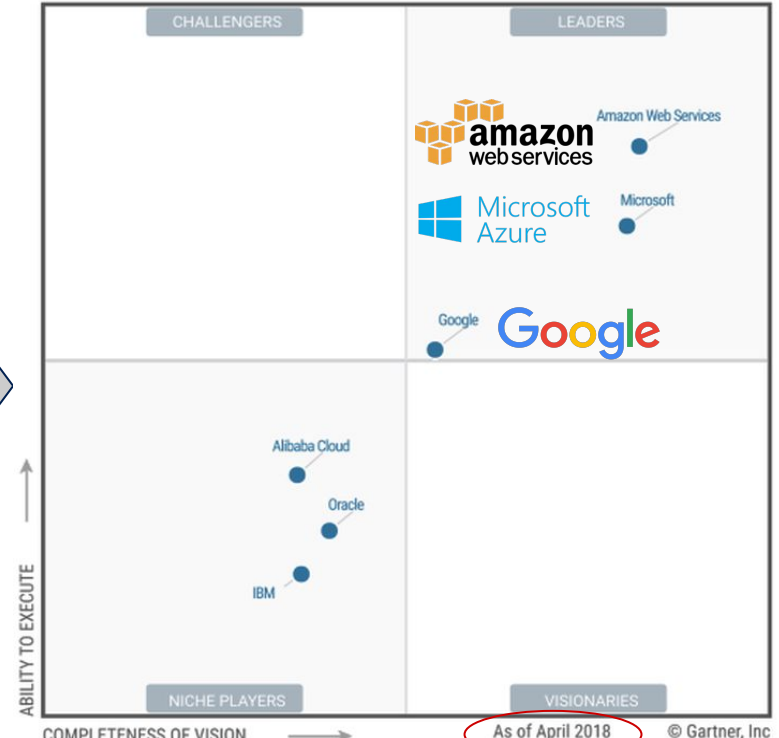 CHALLENGERS
LEADERS
Amazon Web Services
amazon
web services
Microsoft
Microsoft
Azure
Google
Google
Alibaba Cloud
Oracle
IBM
ABILITY TO EXECUTE
NICHE PLAYERS
VISIONARIES
COMPLETENESS OF VISION
As of April 2018
© Gartner, Inc